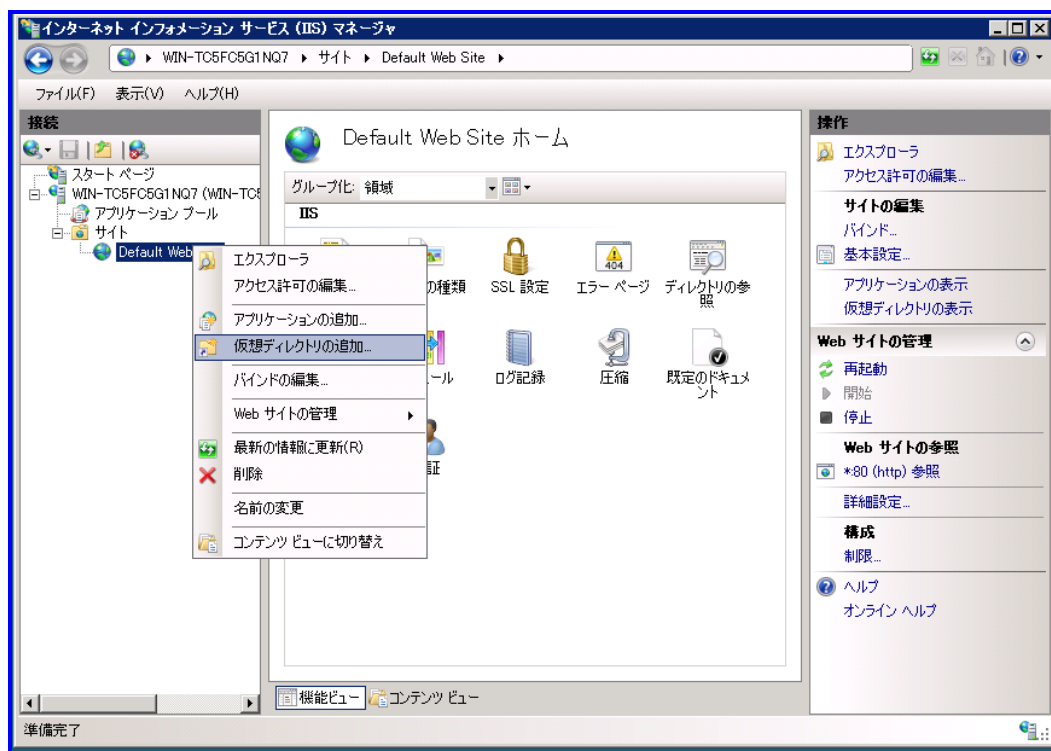 インターネット インフォメーション サービス (IIS) マネージャ
WIN-TC5FC5G1NQ7 サイト Default Web Site
ファイル(F) 表示(V) ヘルプ(H)
接続
スタート ページ
WIN-TC5FC5G1NQ7 (WIN-TC5
アプリケーション プール
サイト
Default Web
エクスプローラ
アクセス許可の編集...
アプリケーションの追加...
仮想ディレクトリの追加...
バインドの編集...
Web サイトの管理
最新の情報に更新(R)
削除
名前の変更
コンテンツ ビューに切り替え
Default Web Site ホーム
グループ化: 領域
IIS
の種類
SSL 設定
エラー ページ
404
ディレクトリの参照
ール
ログ記録
圧縮
既定のドキュメント
証
機能ビュー
コンテンツ ビュー
操作
エクスプローラ
アクセス許可の編集...
サイトの編集
バインド...
基本設定...
アプリケーションの表示
仮想ディレクトリの表示
Web サイトの管理
再起動
開始
停止
Web サイトの参照
*:80 (http) 参照
詳細設定...
構成
制限...
ヘルプ
オンライン ヘルプ
準備完了